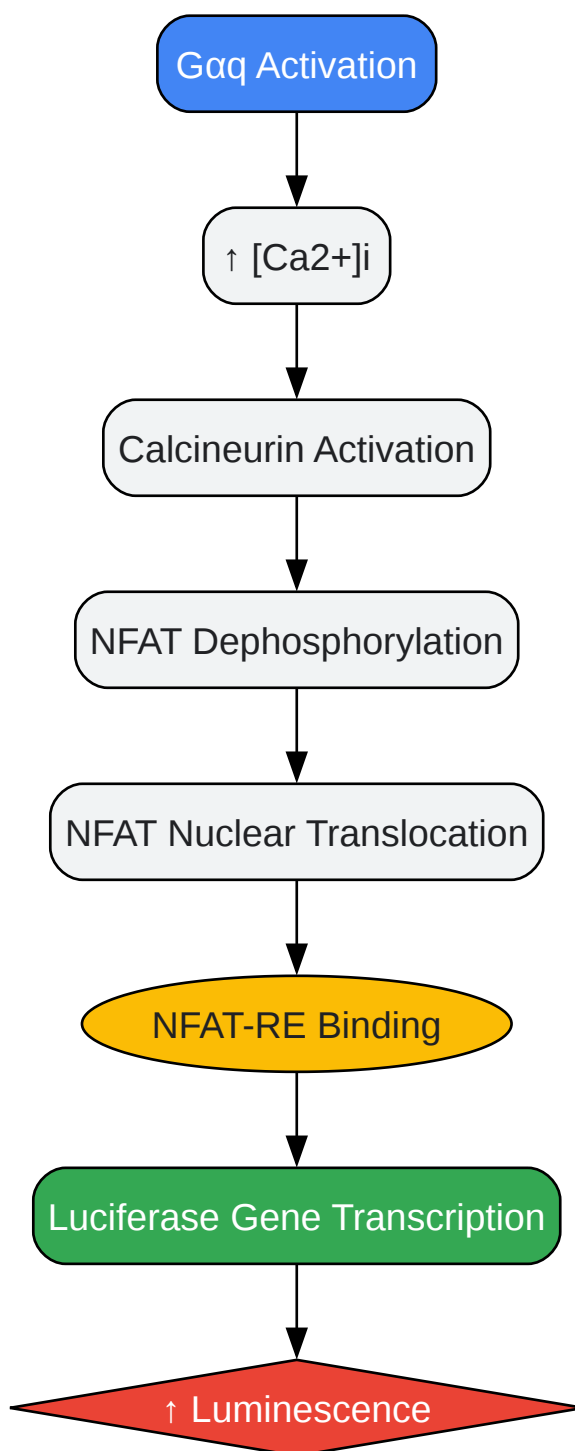 Gαq Activation
↑ [Ca2+]i
Calcineurin Activation
NFAT Dephosphorylation
NFAT Nuclear Translocation
NFAT-RE Binding
Luciferase Gene Transcription
↑ Luminescence